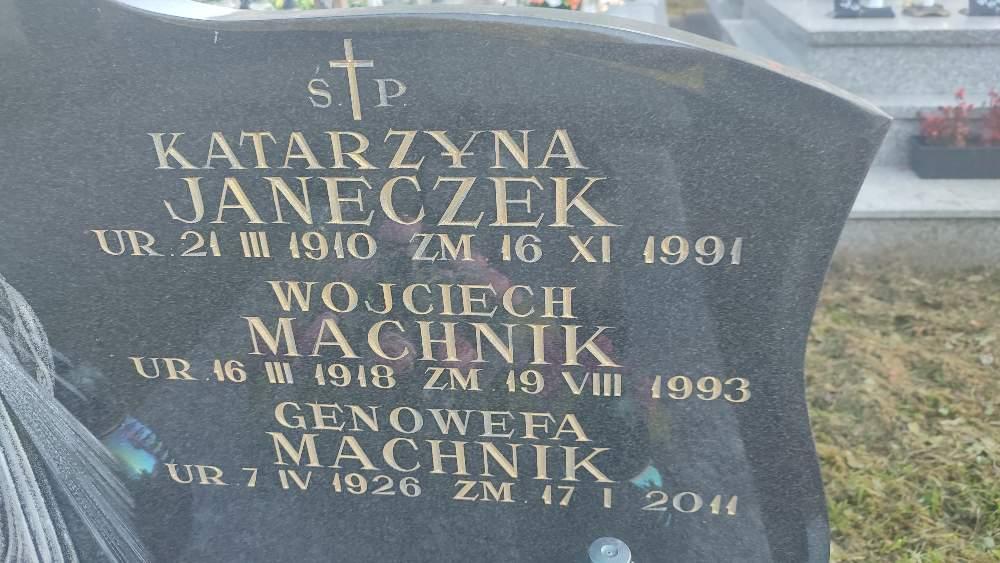 Ś. P.
KATARZYNA
JANECZEK
UR. 21 III 1910 ZM 16 XI 1991
WOJCIECH
MACHNIK
UR. 16 III 1918 ZM. 19 VIII 1993
GENOWEFA
MACHNIK
UR. 7 IV 1926 ZM. 17 I 2011